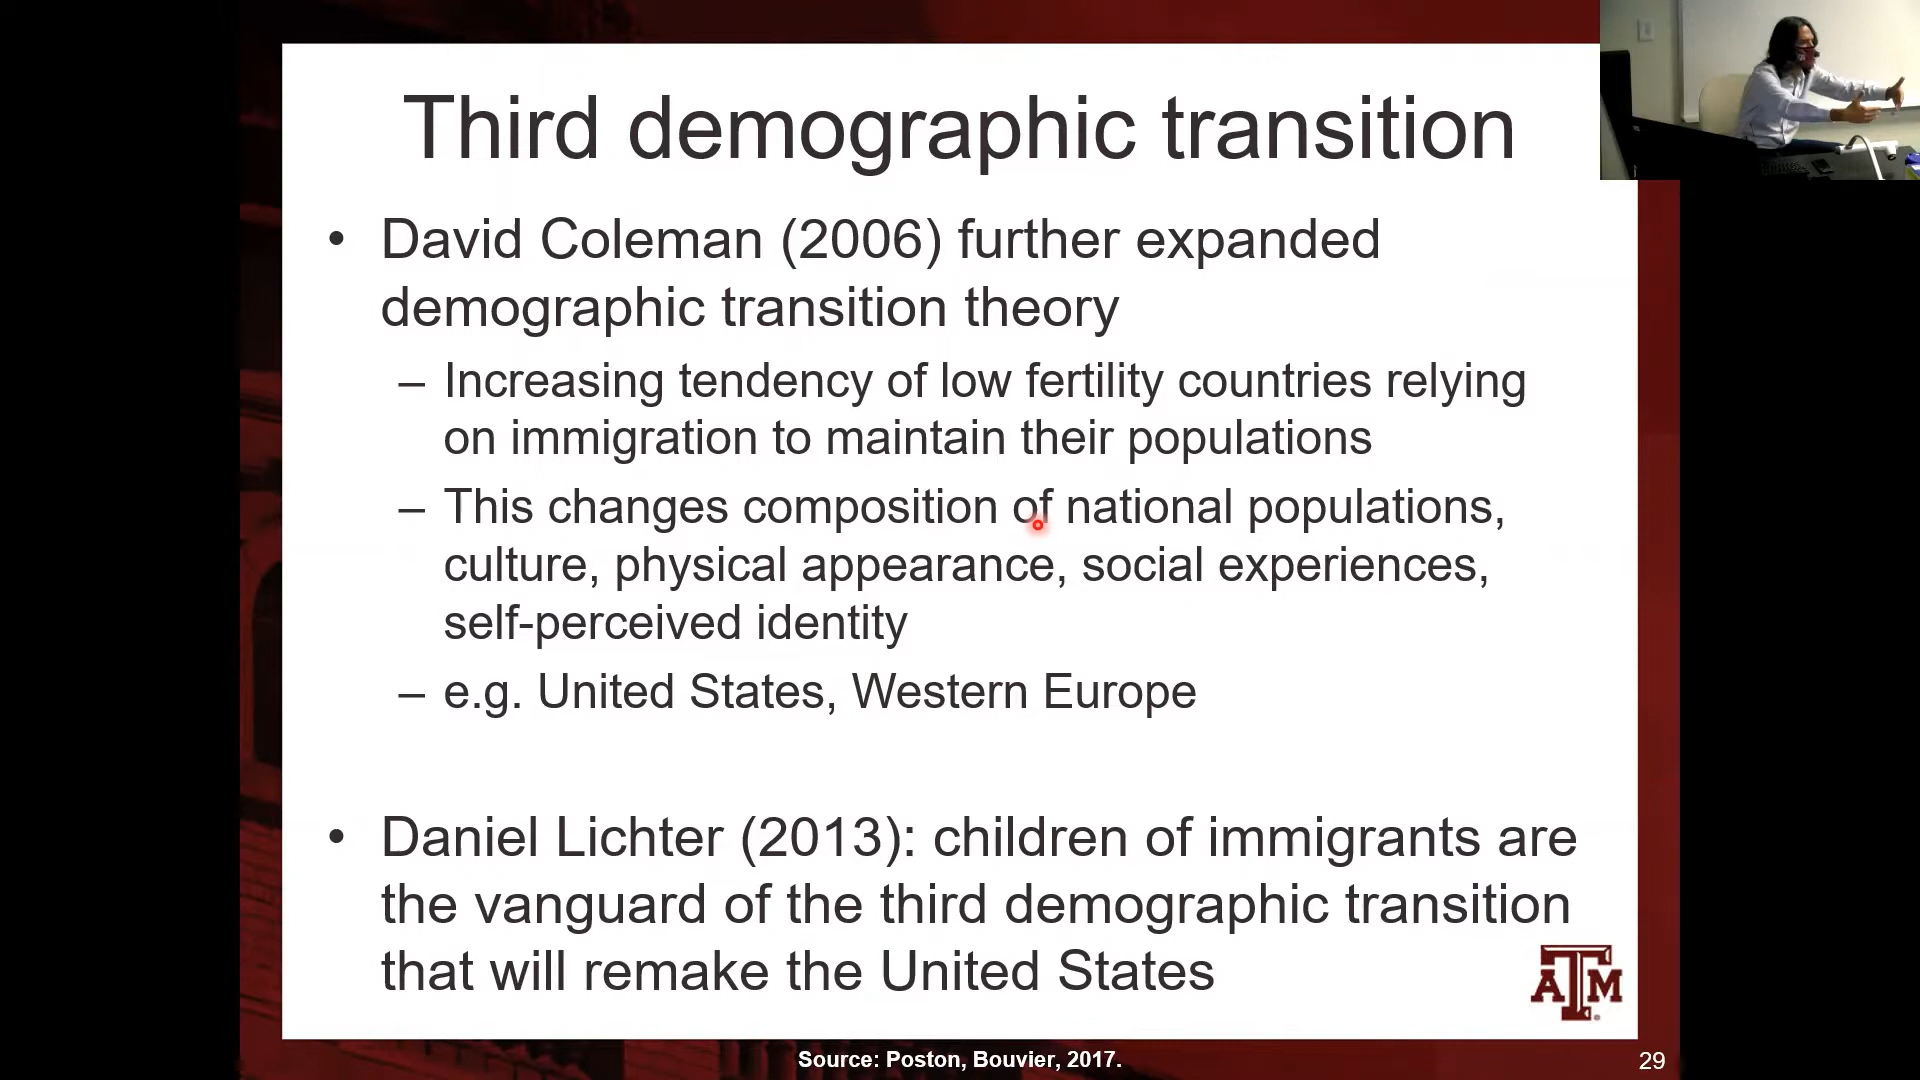 Third demographic transition
• David Coleman (2006) further expanded
demographic transition theory
– Increasing tendency of low fertility countries relying
on immigration to maintain their populations
– This changes composition of national populations,
culture, physical appearance, social experiences,
self-perceived identity
– e.g. United States, Western Europe
• Daniel Lichter (2013): children of immigrants are
the vanguard of the third demographic transition
that will remake the United States
ATM
Source: Poston, Bouvier, 2017.
29